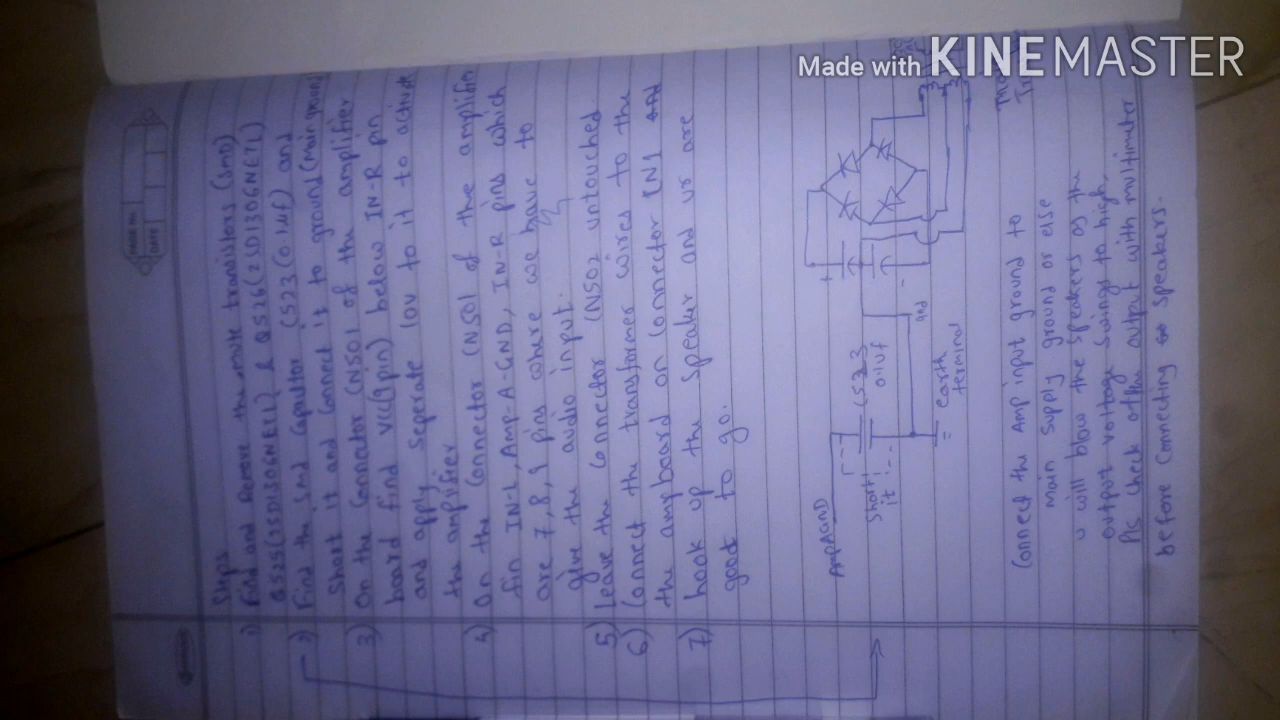 PAGE NO.
DATE
Steps
1) Find and Remove the mute transistors (SMD)
Q525(2SD1306NETL) & Q526(2SD1306NETL)
2) Find the smd capacitor C523(0.1uf) and
short it and connect it to ground (Main ground)
3) On the connector CN501 of the amplifier
board find VCC(9pin) below IN-R pin
and apply seperate 10v to it to activate
the amplifier
4) On the connector CN501 of the amplifier
fin IN-L, Amp-A-GND, IN-R pins which
are 7,8,9 pins where we have to
give the audio input.
5) leave the connector CN502 untouched
6) Connect the transformer wires to the
the amp board on connector CN1 and
7) hook up the speaker and ur are
good to go.
AmpAGND
short
it
C523
0.1uf
+
-
gnd
earth
terminal
Connect the Amp input ground to
main supply ground or else
u will blow the speakers as the
output voltage swings to high.
Pls check the output with multimeter
before connecting speakers.
Made with KINEMASTER